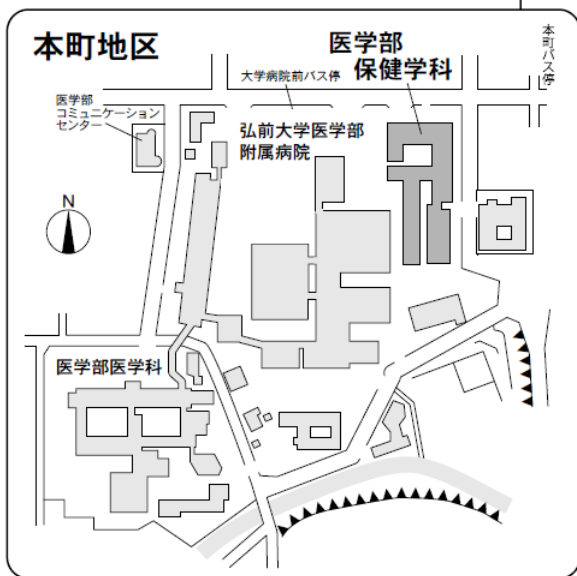 本町地区
医学部
保健学科
本町バス停
大学病院前バス停
医学部
コミュニケーション
センター
弘前大学医学部
附属病院
N
医学部医学科